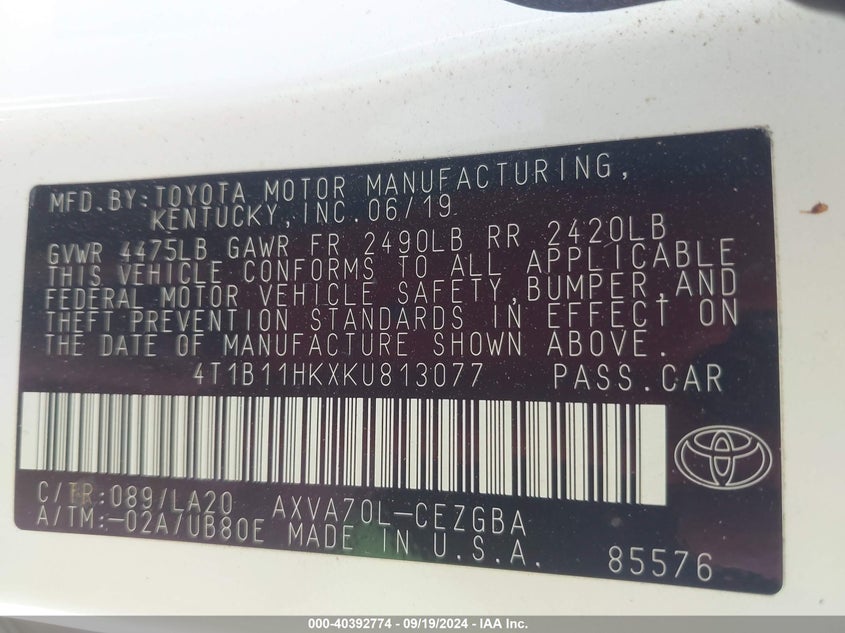 MFD.BY:TOYOTA MOTOR MANUFACTURING,
KENTUCKY,INC.06/19
GVWR 4475LB GAWR FR 2490LB RR 2420LB
THIS VEHICLE CONFORMS TO ALL APPLICABLE
FEDERAL MOTOR VEHICLE SAFETY,BUMPER,AND
THEFT PREVENTION STANDARDS IN EFFECT ON
THE DATE OF MANUFACTURE SHOWN ABOVE.
4T1B11HKXKU813077 PASS.CAR
C/TR:089/LA20 AXVA70L-CEZGBA
A/TM:-02A/UB80E MADE IN U.S.A. 85576
000-40392774 - 09/19/2024 - IAA Inc.